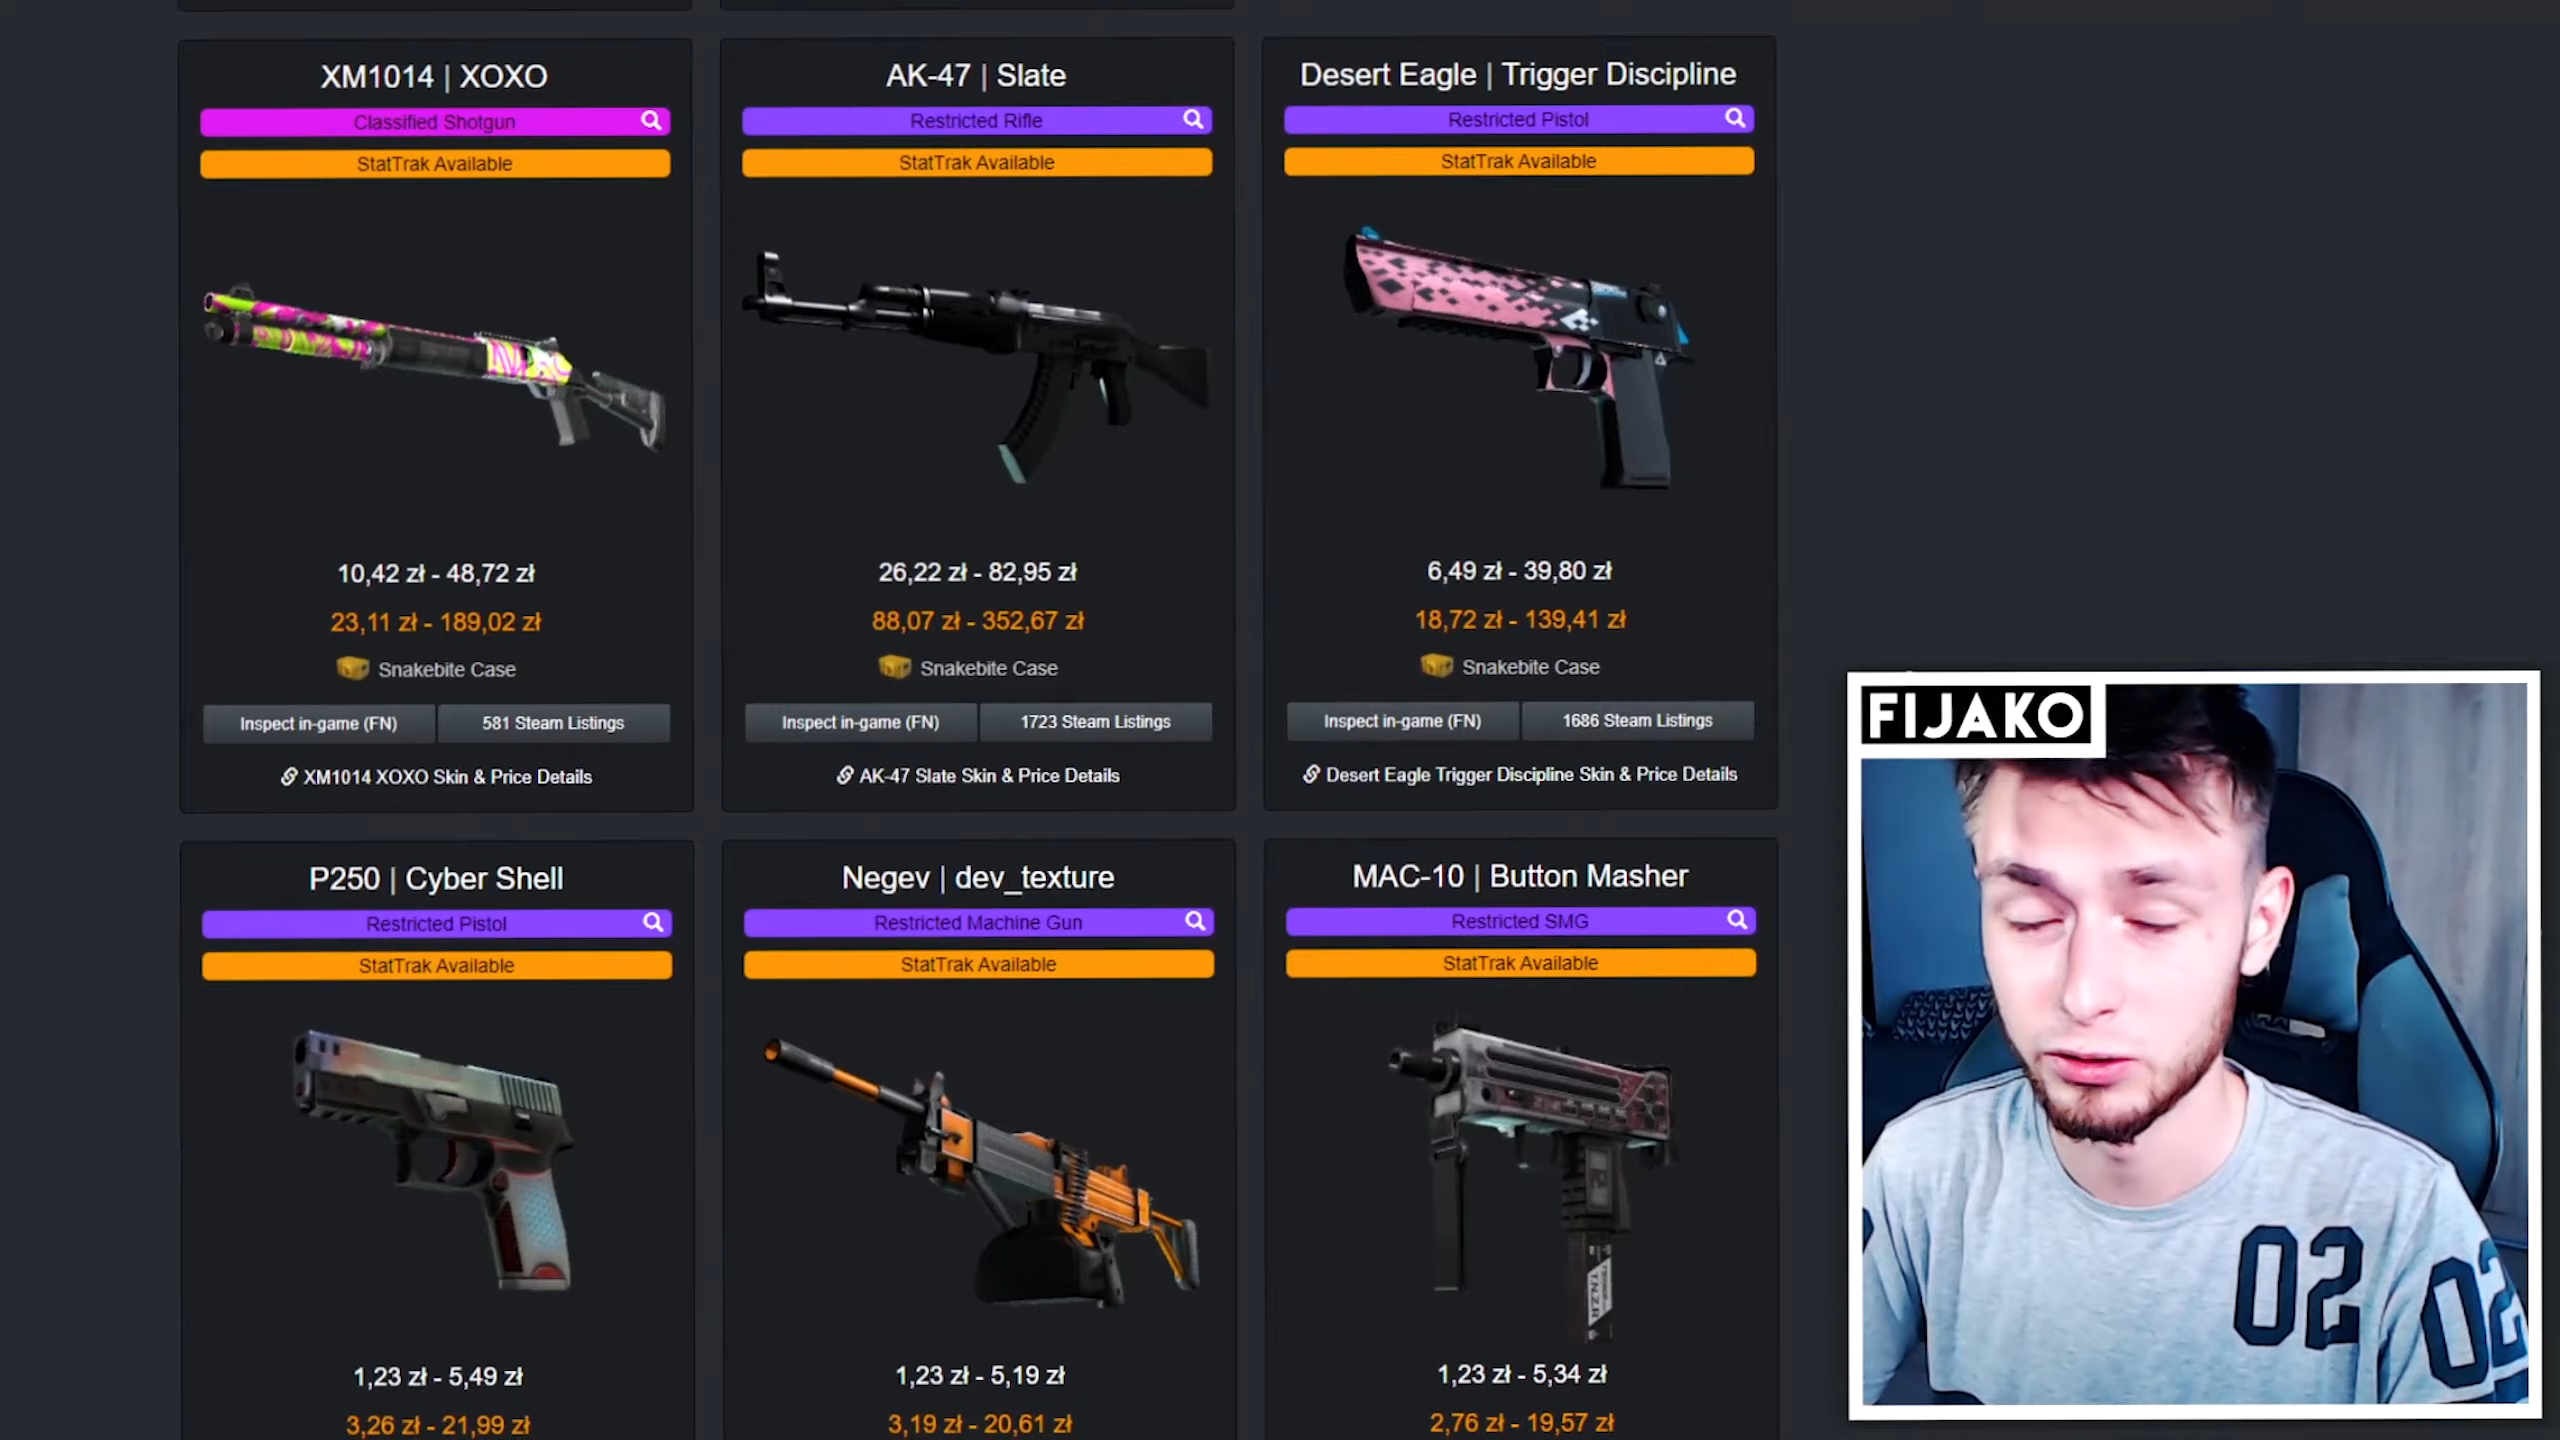 XM1014 | XOXO
Classified Shotgun
StatTrak Available
10,42 zł - 48,72 zł
23,11 zł - 189,02 zł
Snakebite Case
Inspect in-game (FN)
581 Steam Listings
XM1014 XOXO Skin & Price Details
AK-47 | Slate
Restricted Rifle
StatTrak Available
26,22 zł - 82,95 zł
88,07 zł - 352,67 zł
Snakebite Case
Inspect in-game (FN)
1723 Steam Listings
AK-47 Slate Skin & Price Details
Desert Eagle | Trigger Discipline
Restricted Pistol
StatTrak Available
6,49 zł - 39,80 zł
18,72 zł - 139,41 zł
Snakebite Case
Inspect in-game (FN)
1686 Steam Listings
Desert Eagle Trigger Discipline Skin & Price Details
P250 | Cyber Shell
Restricted Pistol
StatTrak Available
1,23 zł - 5,49 zł
3,26 zł - 21,99 zł
Negev | dev_texture
Restricted Machine Gun
StatTrak Available
1,23 zł - 5,19 zł
3,19 zł - 20,61 zł
MAC-10 | Button Masher
Restricted SMG
StatTrak Available
1,23 zł - 5,34 zł
2,76 zł - 19,57 zł
FIJAKO
02
02